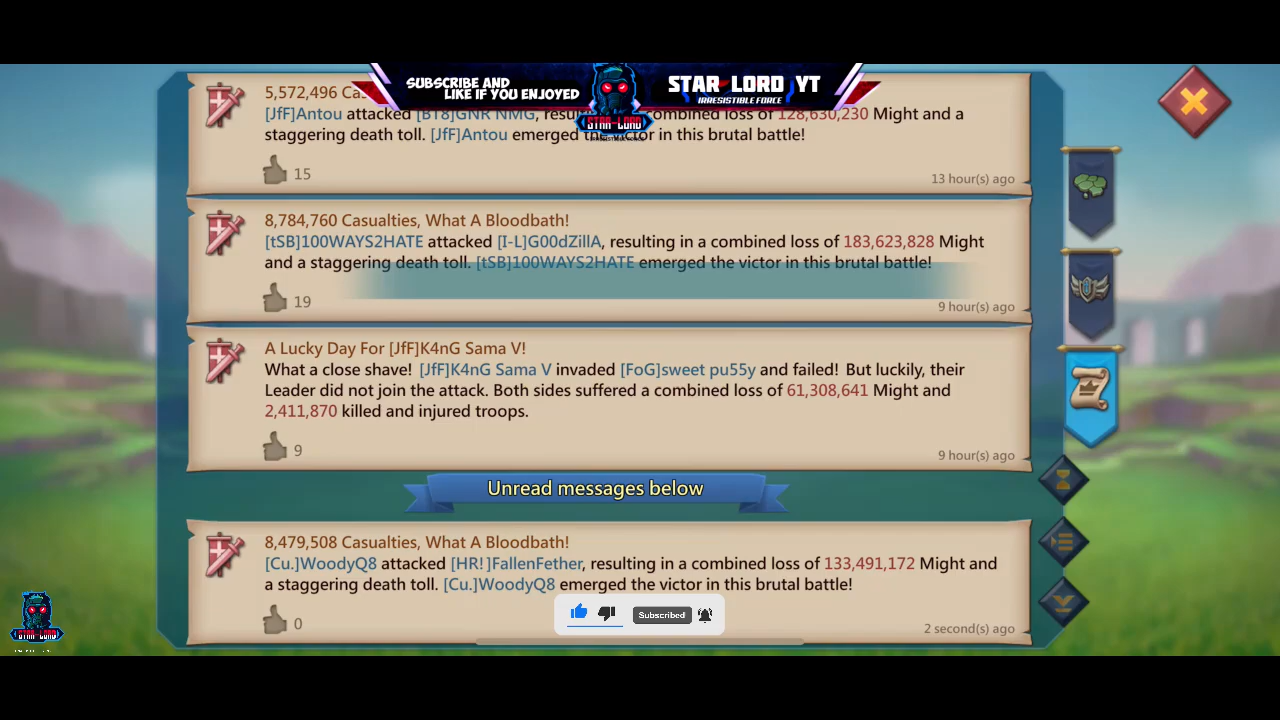 SUBSCRIBE AND
LIKE IF YOU ENJOYED
STAR-LORD YT
IRRESISTIBLE FORCE
STAR-LORD
5,572,496
[JfF]Antou attacked [BT8]GNR NMG, combined loss of 128,630,230 Might and a
staggering death toll. [JfF]Antou emerged the victor in this brutal battle!
15
13 hour(s) ago
8,784,760 Casualties, What A Bloodbath!
[tSB]100WAYS2HATE attacked [I-L]G00dZillA, resulting in a combined loss of 183,623,828 Might
and a staggering death toll. [tSB]100WAYS2HATE emerged the victor in this brutal battle!
19
9 hour(s) ago
A Lucky Day For [JfF]K4nG Sama V!
What a close shave! [JfF]K4nG Sama V invaded [FoG]sweet pu55y and failed! But luckily, their
Leader did not join the attack. Both sides suffered a combined loss of 61,308,641 Might and
2,411,870 killed and injured troops.
9
9 hour(s) ago
Unread messages below
8,479,508 Casualties, What A Bloodbath!
[Cu.]WoodyQ8 attacked [HR!]FallenFether, resulting in a combined loss of 133,491,172 Might and
a staggering death toll. [Cu.]WoodyQ8 emerged the victor in this brutal battle!
0
2 second(s) ago
Subscribed
STAR-LORD